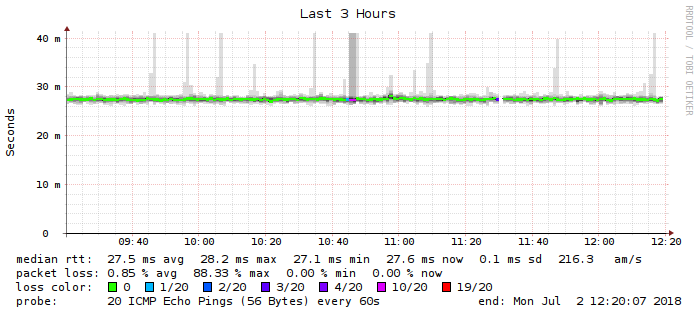 Last 3 Hours
RRDTOOL / TOBI OETIKER
Seconds
40 m
30 m
20 m
10 m
0
09:40 10:00 10:20 10:40 11:00 11:20 11:40 12:00 12:20
median rtt: 27.5 ms avg 28.2 ms max 27.1 ms min 27.6 ms now 0.1 ms sd 216.3 am/s
packet loss: 0.85 % avg 88.33 % max 0.00 % min 0.00 % now
loss color: 0 1/20 2/20 3/20 4/20 10/20 19/20
probe: 20 ICMP Echo Pings (56 Bytes) every 60s end: Mon Jul 2 12:20:07 2018